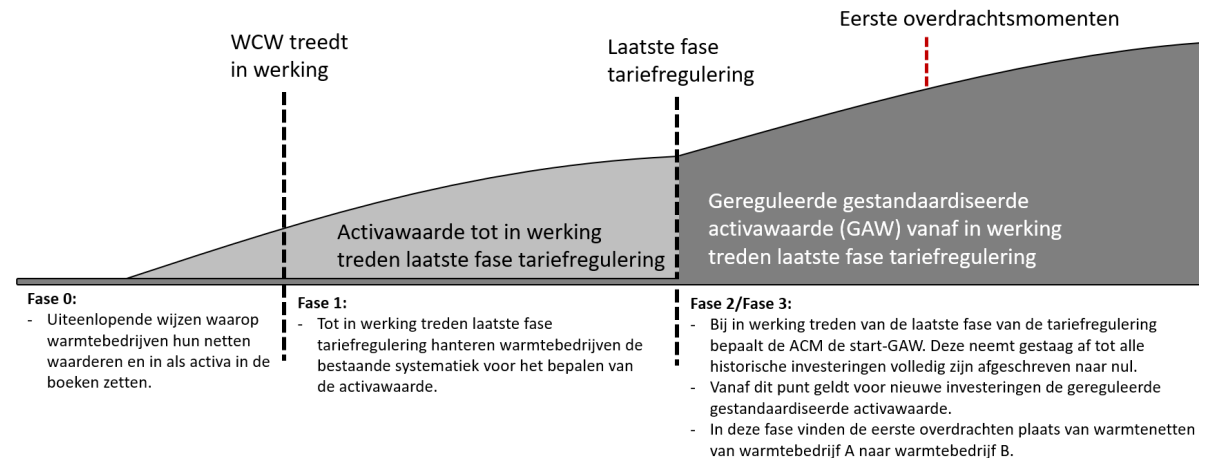 Eerste overdrachtsmomenten
WCW treedt
in werking
Laatste fase
tariefregulering
Activawaarde tot in werking
treden laatste fase tariefregulering
Gereguleerde gestandaardiseerde
activawaarde (GAW) vanaf in werking
treden laatste fase tariefregulering
Fase 0:
- Uiteenlopende wijzen waarop
warmtebedrijven hun netten
waarderen en in als activa in de
boeken zetten.
Fase 1:
- Tot in werking treden laatste fase
tariefregulering hanteren warmtebedrijven de
bestaande systematiek voor het bepalen van
de activawaarde.
Fase 2/Fase 3:
- Bij in werking treden van de laatste fase van de tariefregulering
bepaalt de ACM de start-GAW. Deze neemt gestaag af tot alle
historische investeringen volledig zijn afgeschreven naar nul.
- Vanaf dit punt geldt voor nieuwe investeringen de gereguleerde
gestandaardiseerde activawaarde.
- In deze fase vinden de eerste overdrachten plaats van warmtenetten
van warmtebedrijf A naar warmtebedrijf B.